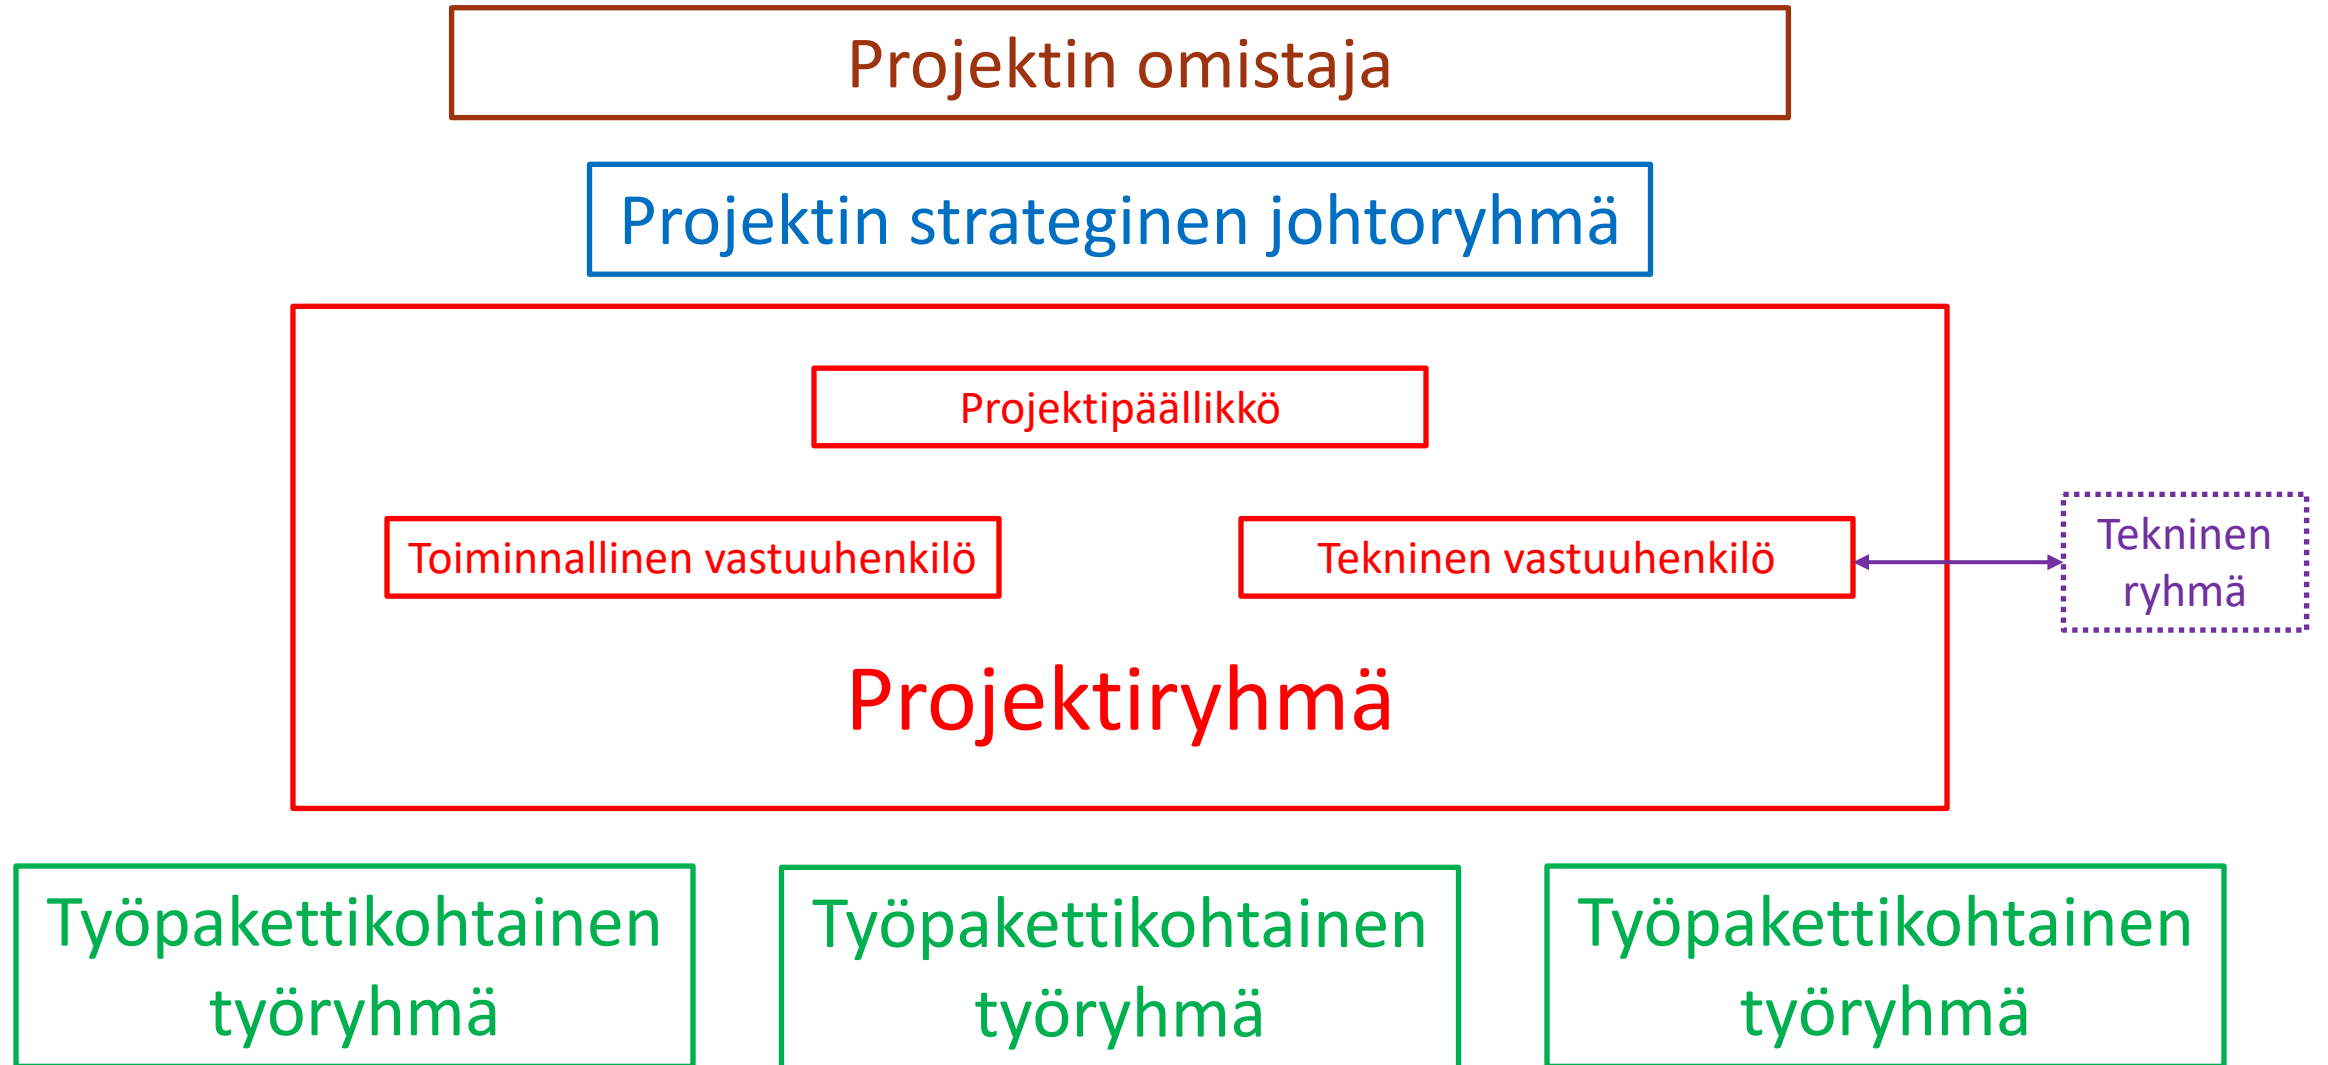 Projektin omistaja
Projektin strateginen johtoryhmä
Projektipäällikkö
Toiminnallinen vastuuhenkilö
Tekninen vastuuhenkilö
Tekninen
ryhmä
Projektiryhmä
Työpakettikohtainen
työryhmä
Työpakettikohtainen
työryhmä
Työpakettikohtainen
työryhmä